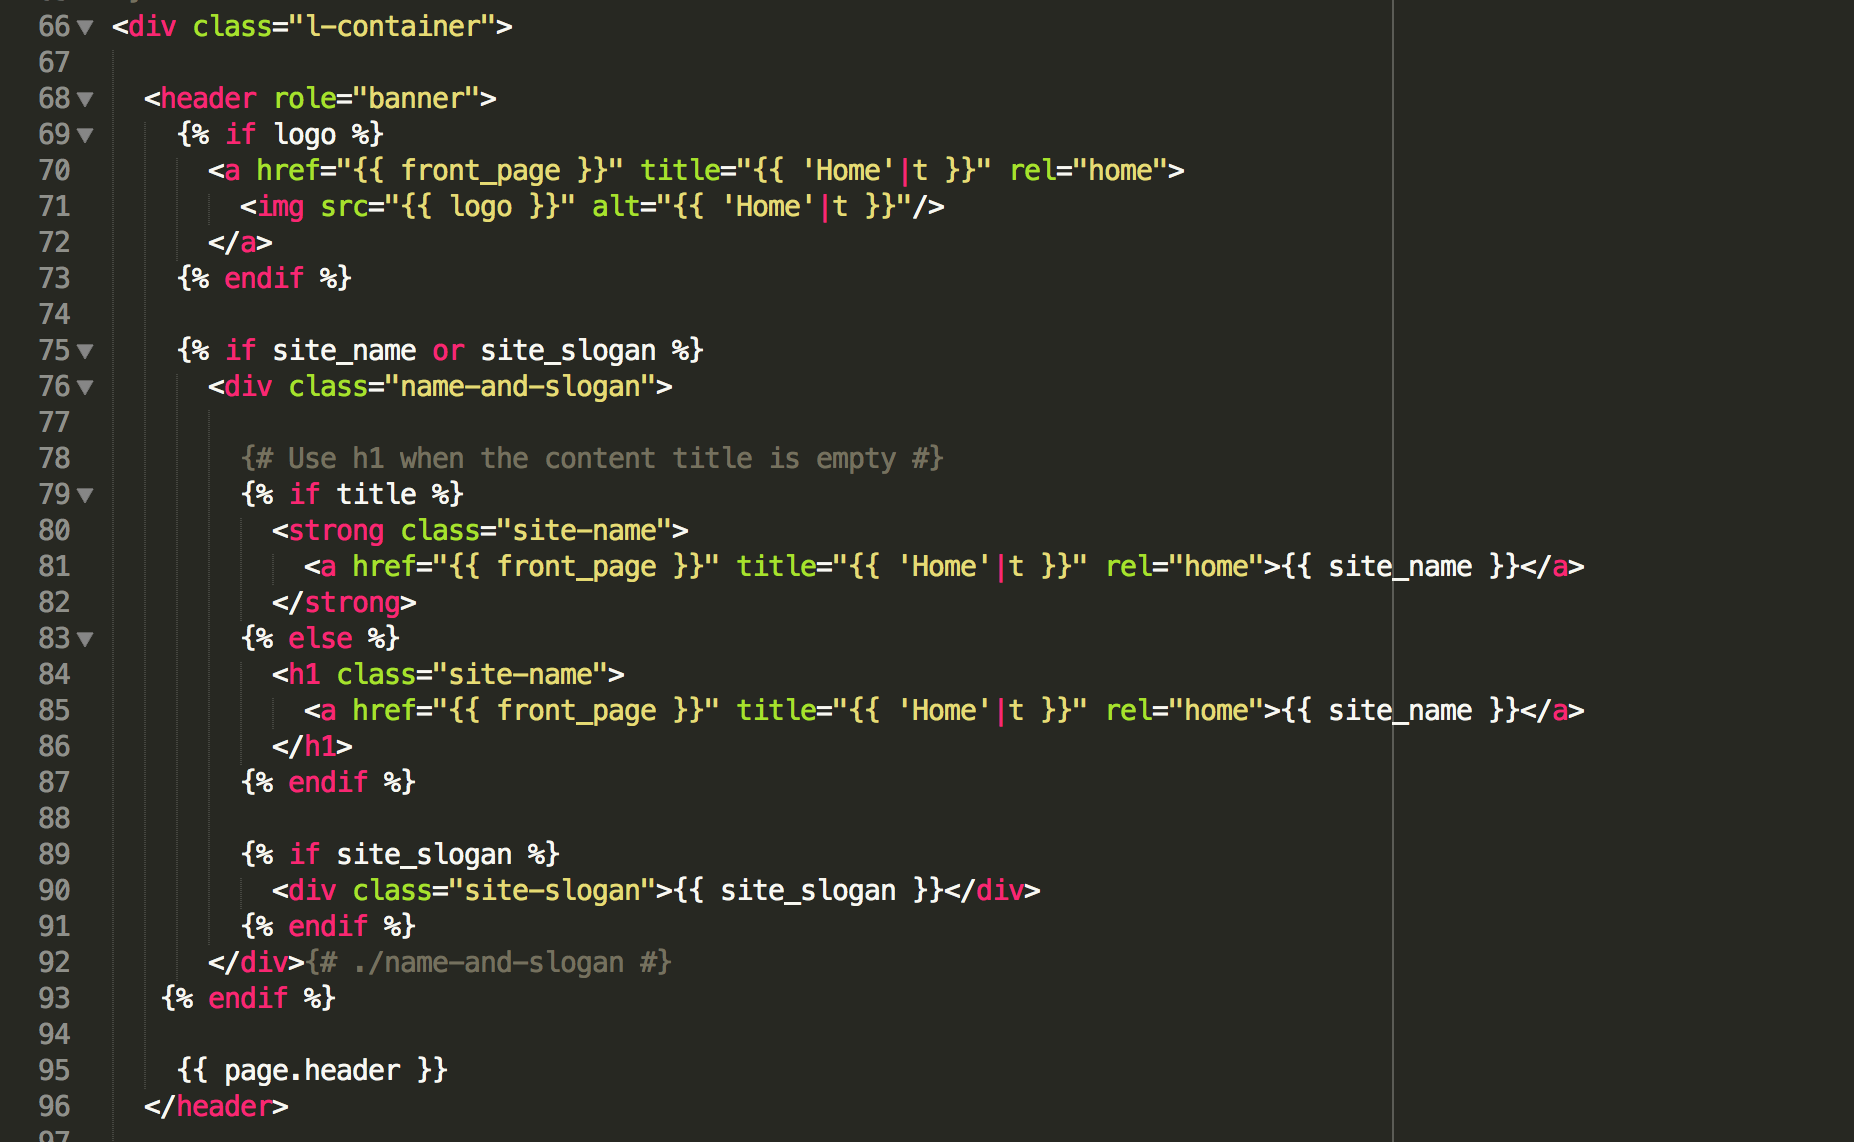 66 <div class="l-container">
67
68   <header role="banner">
69     {% if logo %}
70       <a href="{{ front_page }}" title="{{ 'Home'|t }}" rel="home">
71         <img src="{{ logo }}" alt="{{ 'Home'|t }}"/>
72       </a>
73     {% endif %}
74
75     {% if site_name or site_slogan %}
76       <div class="name-and-slogan">
77
78         {# Use h1 when the content title is empty #}
79         {% if title %}
80           <strong class="site-name">
81             <a href="{{ front_page }}" title="{{ 'Home'|t }}" rel="home">{{ site_name }}</a>
82           </strong>
83         {% else %}
84           <h1 class="site-name">
85             <a href="{{ front_page }}" title="{{ 'Home'|t }}" rel="home">{{ site_name }}</a>
86           </h1>
87         {% endif %}
88
89         {% if site_slogan %}
90           <div class="site-slogan">{{ site_slogan }}</div>
91         {% endif %}
92       </div>{# ./name-and-slogan #}
93    {% endif %}
94
95     {{ page.header }}
96   </header>
97